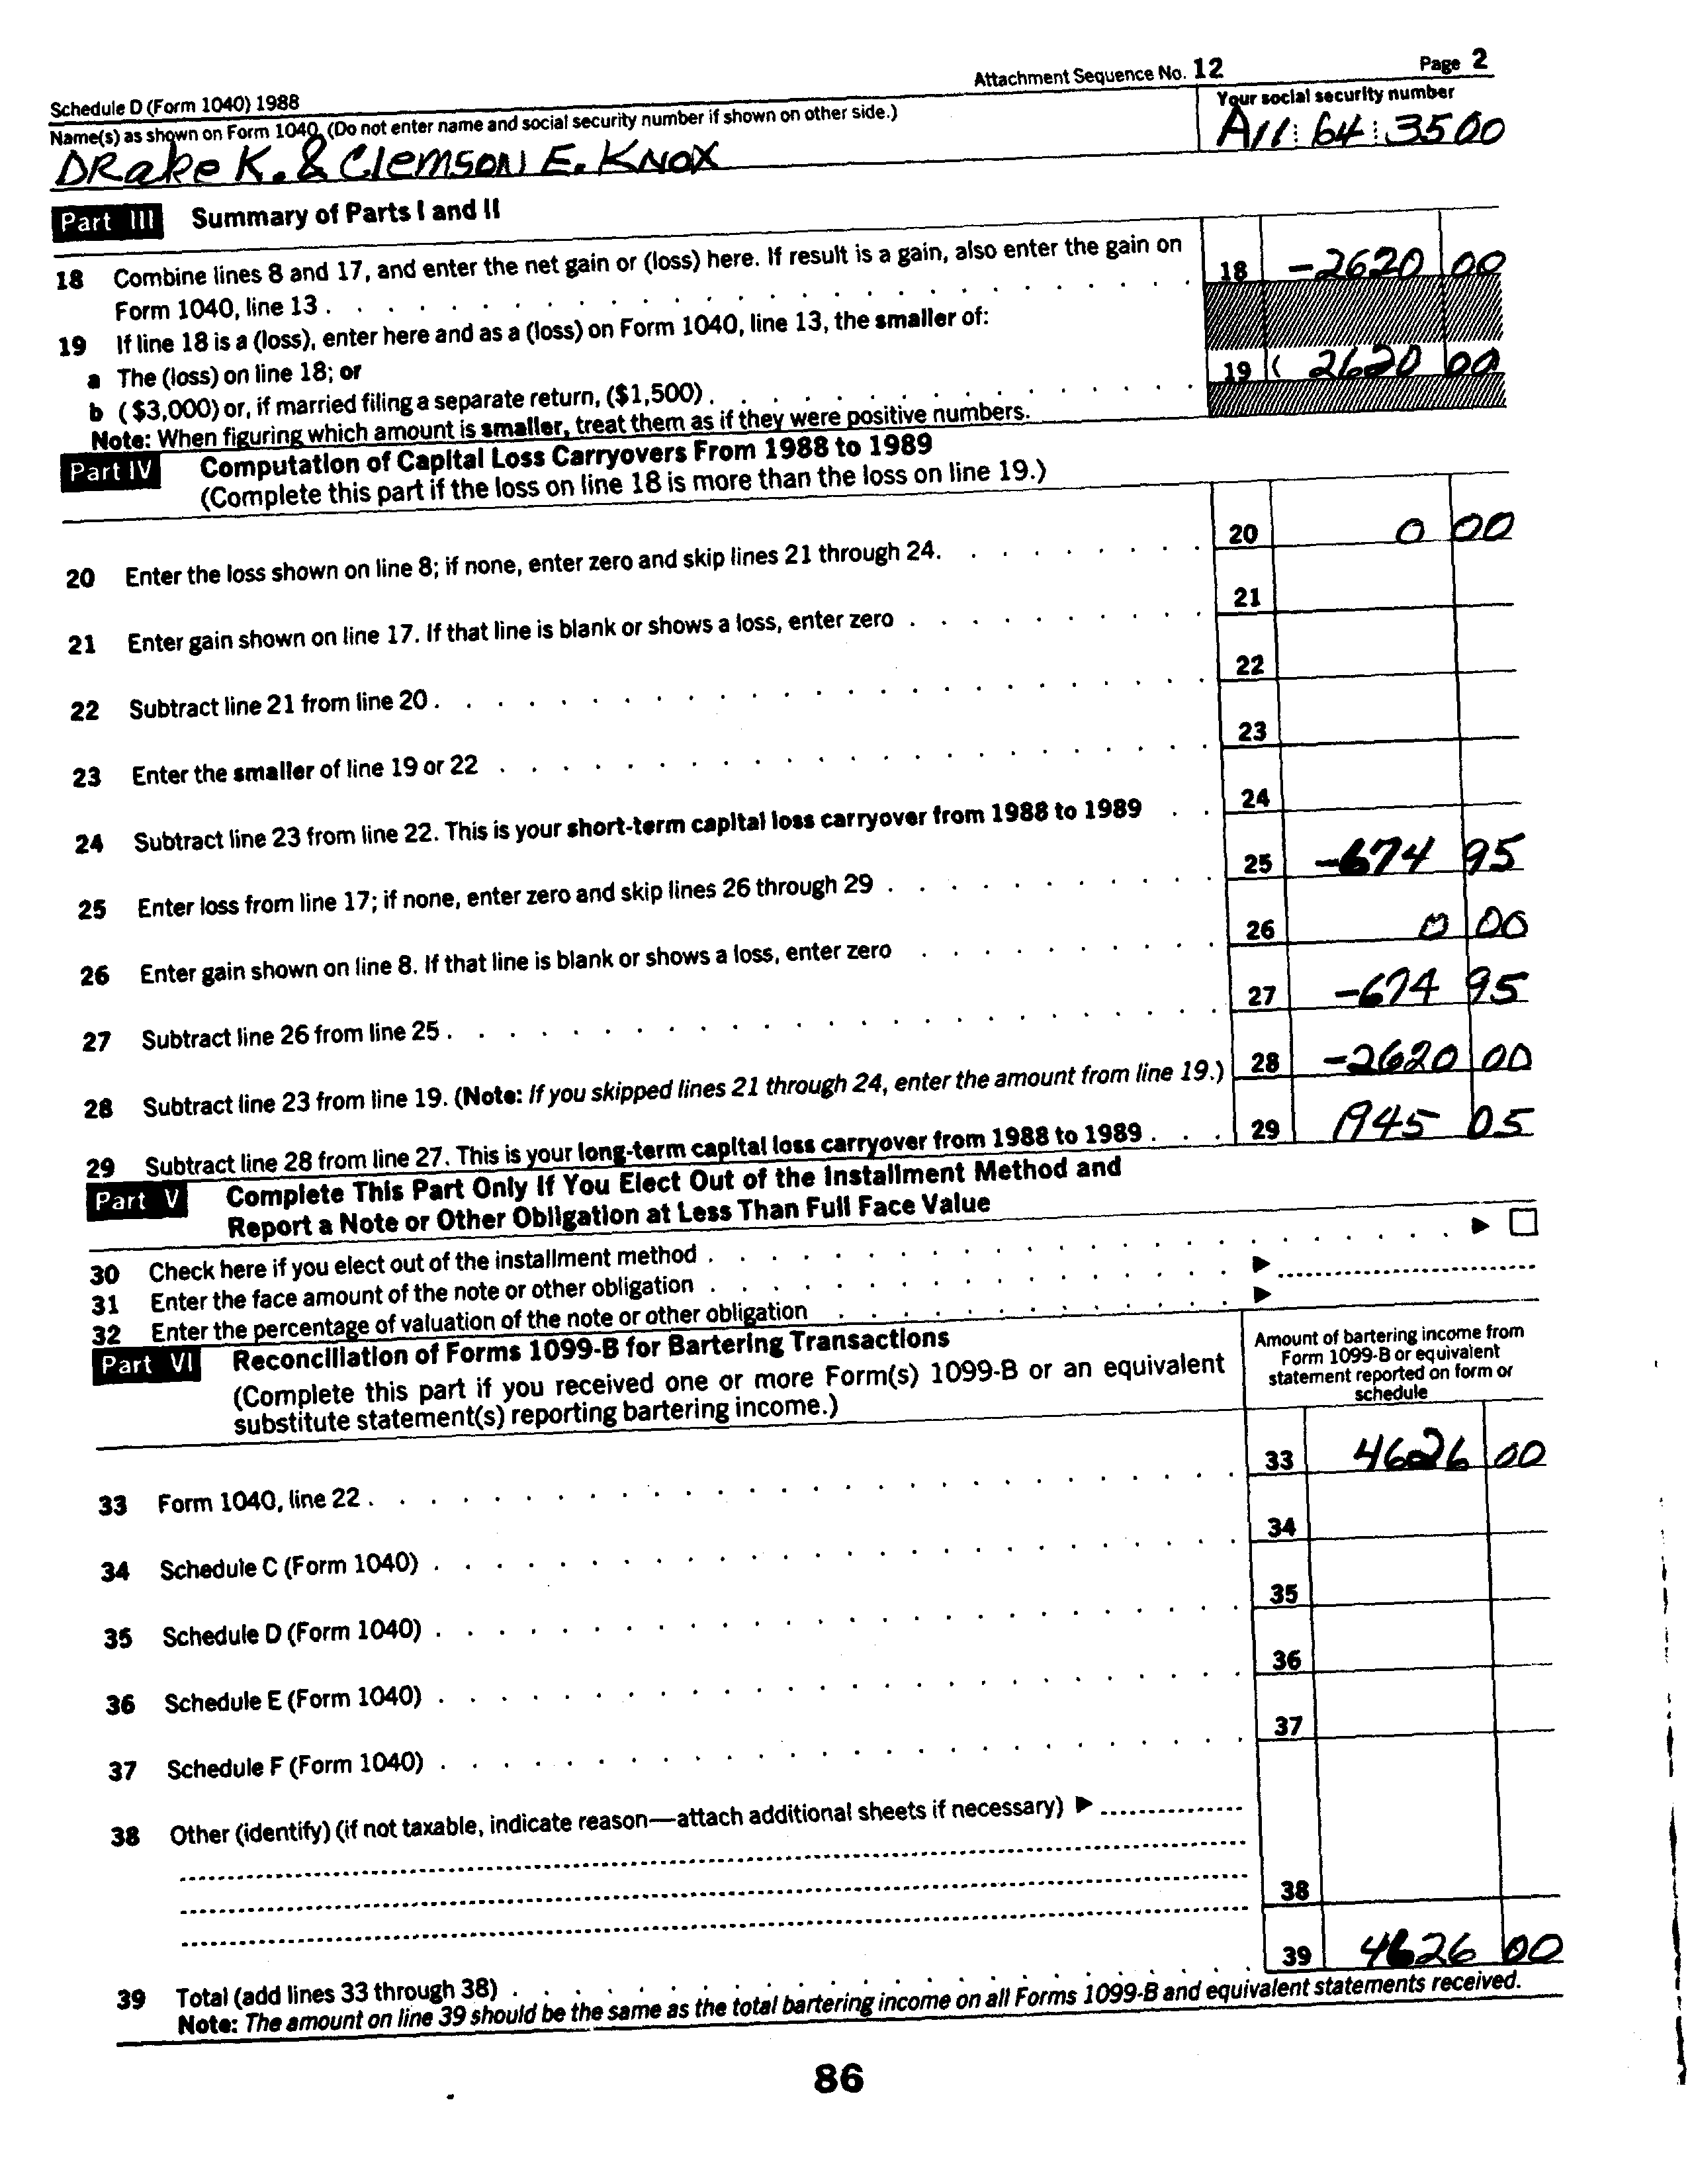 Schedule D (Form 1040) 1988 Attachment Sequence No. 12 Page 2
Name(s) as shown on Form 1040. (Do not enter name and social security number if shown on other side.) Your social security number
DRake K. & Clemson E. Knox A11 64 3500
Part III Summary of Parts I and II
18 Combine lines 8 and 17, and enter the net gain or (loss) here. If result is a gain, also enter the gain on
Form 1040, line 13 . . . 18 -2620 00
19 If line 18 is a (loss), enter here and as a (loss) on Form 1040, line 13, the smaller of:
a The (loss) on line 18; or
b ($3,000) or, if married filing a separate return, ($1,500) . . . 19 ( 2620 00
Note: When figuring which amount is smaller, treat them as if they were positive numbers.
Part IV Computation of Capital Loss Carryovers From 1988 to 1989
(Complete this part if the loss on line 18 is more than the loss on line 19.)
20 Enter the loss shown on line 8; if none, enter zero and skip lines 21 through 24. . . . 20 0 00
21 Enter gain shown on line 17. If that line is blank or shows a loss, enter zero . . . 21
22 Subtract line 21 from line 20 . . . 22
23 Enter the smaller of line 19 or 22 . . . 23
24 Subtract line 23 from line 22. This is your short-term capital loss carryover from 1988 to 1989 . . 24
25 Enter loss from line 17; if none, enter zero and skip lines 26 through 29 . . . 25 -674 95
26 Enter gain shown on line 8. If that line is blank or shows a loss, enter zero . . . 26 0 00
27 Subtract line 26 from line 25 . . . 27 -674 95
28 Subtract line 23 from line 19. (Note: If you skipped lines 21 through 24, enter the amount from line 19.) 28 -2620 00
29 Subtract line 28 from line 27. This is your long-term capital loss carryover from 1988 to 1989 . . . 29 1945 05
Part V Complete This Part Only If You Elect Out of the Installment Method and
Report a Note or Other Obligation at Less Than Full Face Value
30 Check here if you elect out of the installment method . . . ▶ ☐
31 Enter the face amount of the note or other obligation . . . ▶
32 Enter the percentage of valuation of the note or other obligation . . . ▶
Part VI Reconciliation of Forms 1099-B for Bartering Transactions
(Complete this part if you received one or more Form(s) 1099-B or an equivalent
substitute statement(s) reporting bartering income.)
Amount of bartering income from
Form 1099-B or equivalent
statement reported on form or
schedule
33 Form 1040, line 22 . . . 33 4626 00
34 Schedule C (Form 1040) . . . 34
35 Schedule D (Form 1040) . . . 35
36 Schedule E (Form 1040) . . . 36
37 Schedule F (Form 1040) . . . 37
38 Other (identify) (if not taxable, indicate reason—attach additional sheets if necessary) ▶
38
39 Total (add lines 33 through 38) . . . 39 4626 00
Note: The amount on line 39 should be the same as the total bartering income on all Forms 1099-B and equivalent statements received.
86